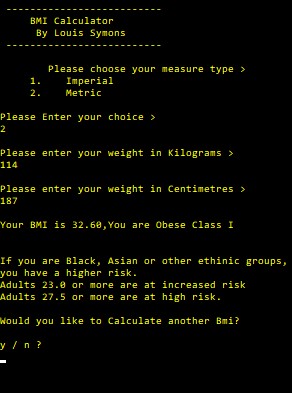 --------------------------
BMI Calculator
By Louis Symons
--------------------------
Please choose your measure type >
1. Imperial
2. Metric
Please Enter your choice >
2
Please enter your weight in Kilograms >
114
Please enter your weight in Centimetres >
187
Your BMI is 32.60,You are Obese Class I
If you are Black, Asian or other ethinic groups,
you have a higher risk.
Adults 23.0 or more are at increased risk
Adults 27.5 or more are at high risk.
Would you like to Calculate another Bmi?
y / n ?